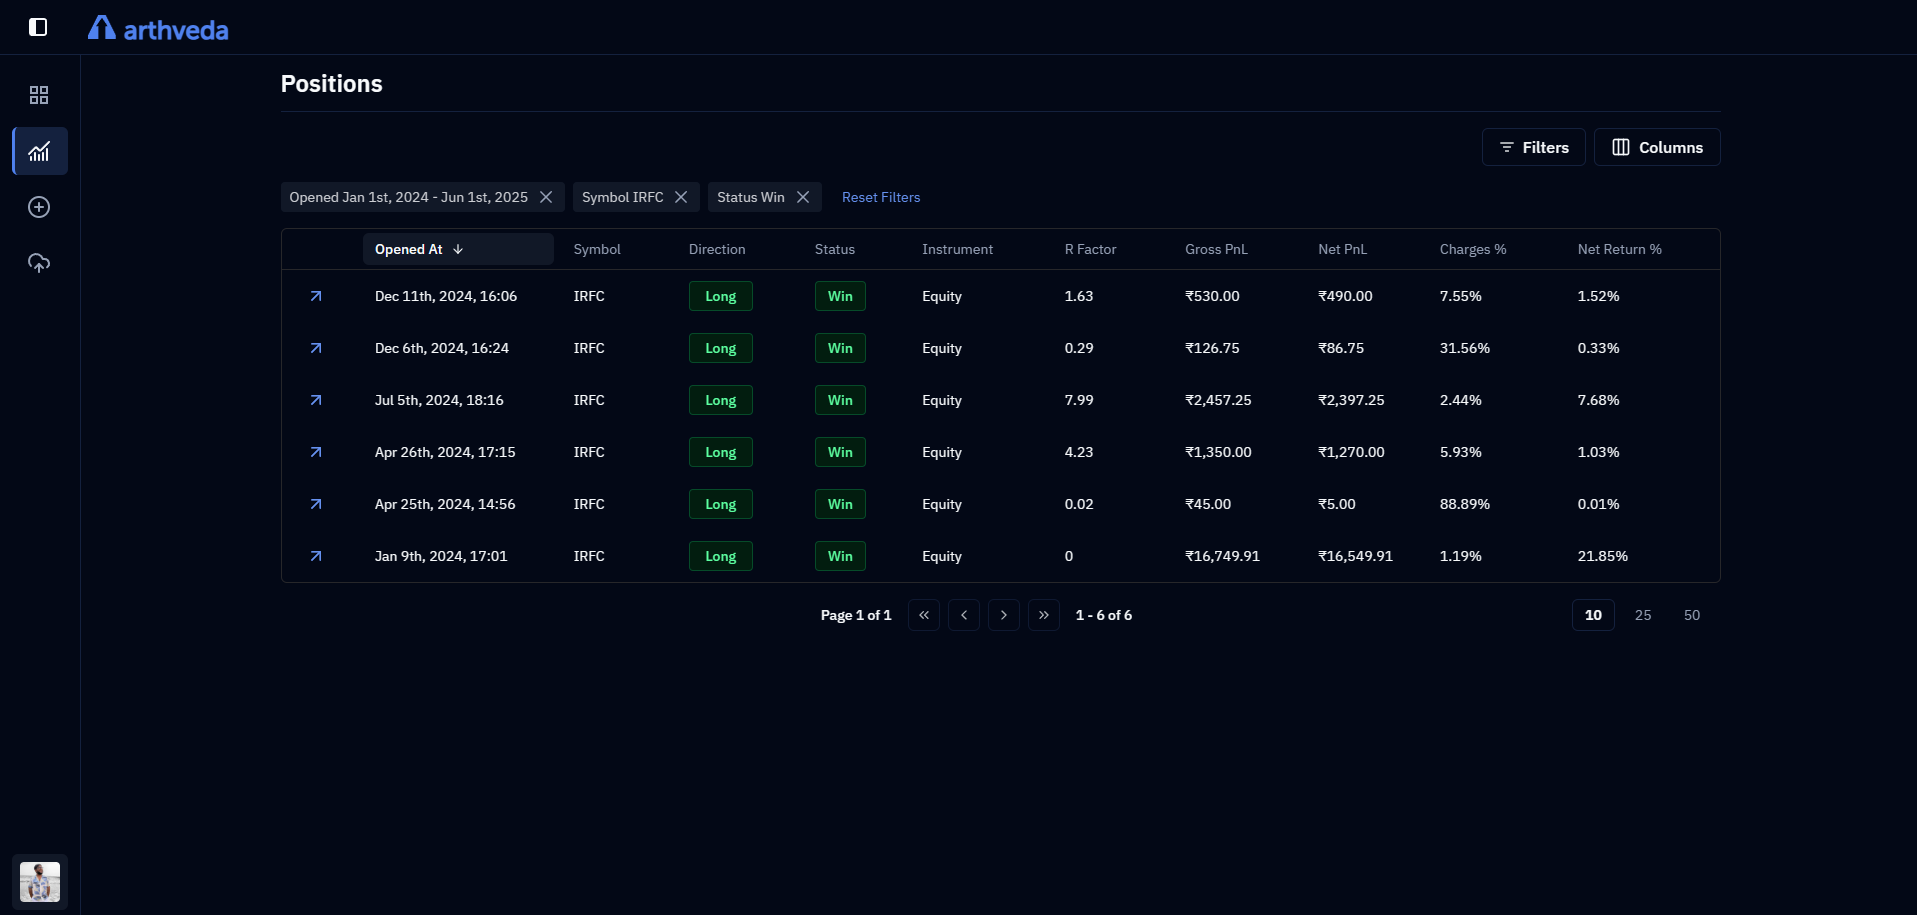 arthveda
Positions
Filters Columns
Opened Jan 1st, 2024 - Jun 1st, 2025 Symbol IRFC Status Win Reset Filters
Opened At Symbol Direction Status Instrument R Factor Gross PnL Net PnL Charges % Net Return %
Dec 11th, 2024, 16:06 IRFC Long Win Equity 1.63 ₹530.00 ₹490.00 7.55% 1.52%
Dec 6th, 2024, 16:24 IRFC Long Win Equity 0.29 ₹126.75 ₹86.75 31.56% 0.33%
Jul 5th, 2024, 18:16 IRFC Long Win Equity 7.99 ₹2,457.25 ₹2,397.25 2.44% 7.68%
Apr 26th, 2024, 17:15 IRFC Long Win Equity 4.23 ₹1,350.00 ₹1,270.00 5.93% 1.03%
Apr 25th, 2024, 14:56 IRFC Long Win Equity 0.02 ₹45.00 ₹5.00 88.89% 0.01%
Jan 9th, 2024, 17:01 IRFC Long Win Equity 0 ₹16,749.91 ₹16,549.91 1.19% 21.85%
Page 1 of 1 1 - 6 of 6 10 25 50